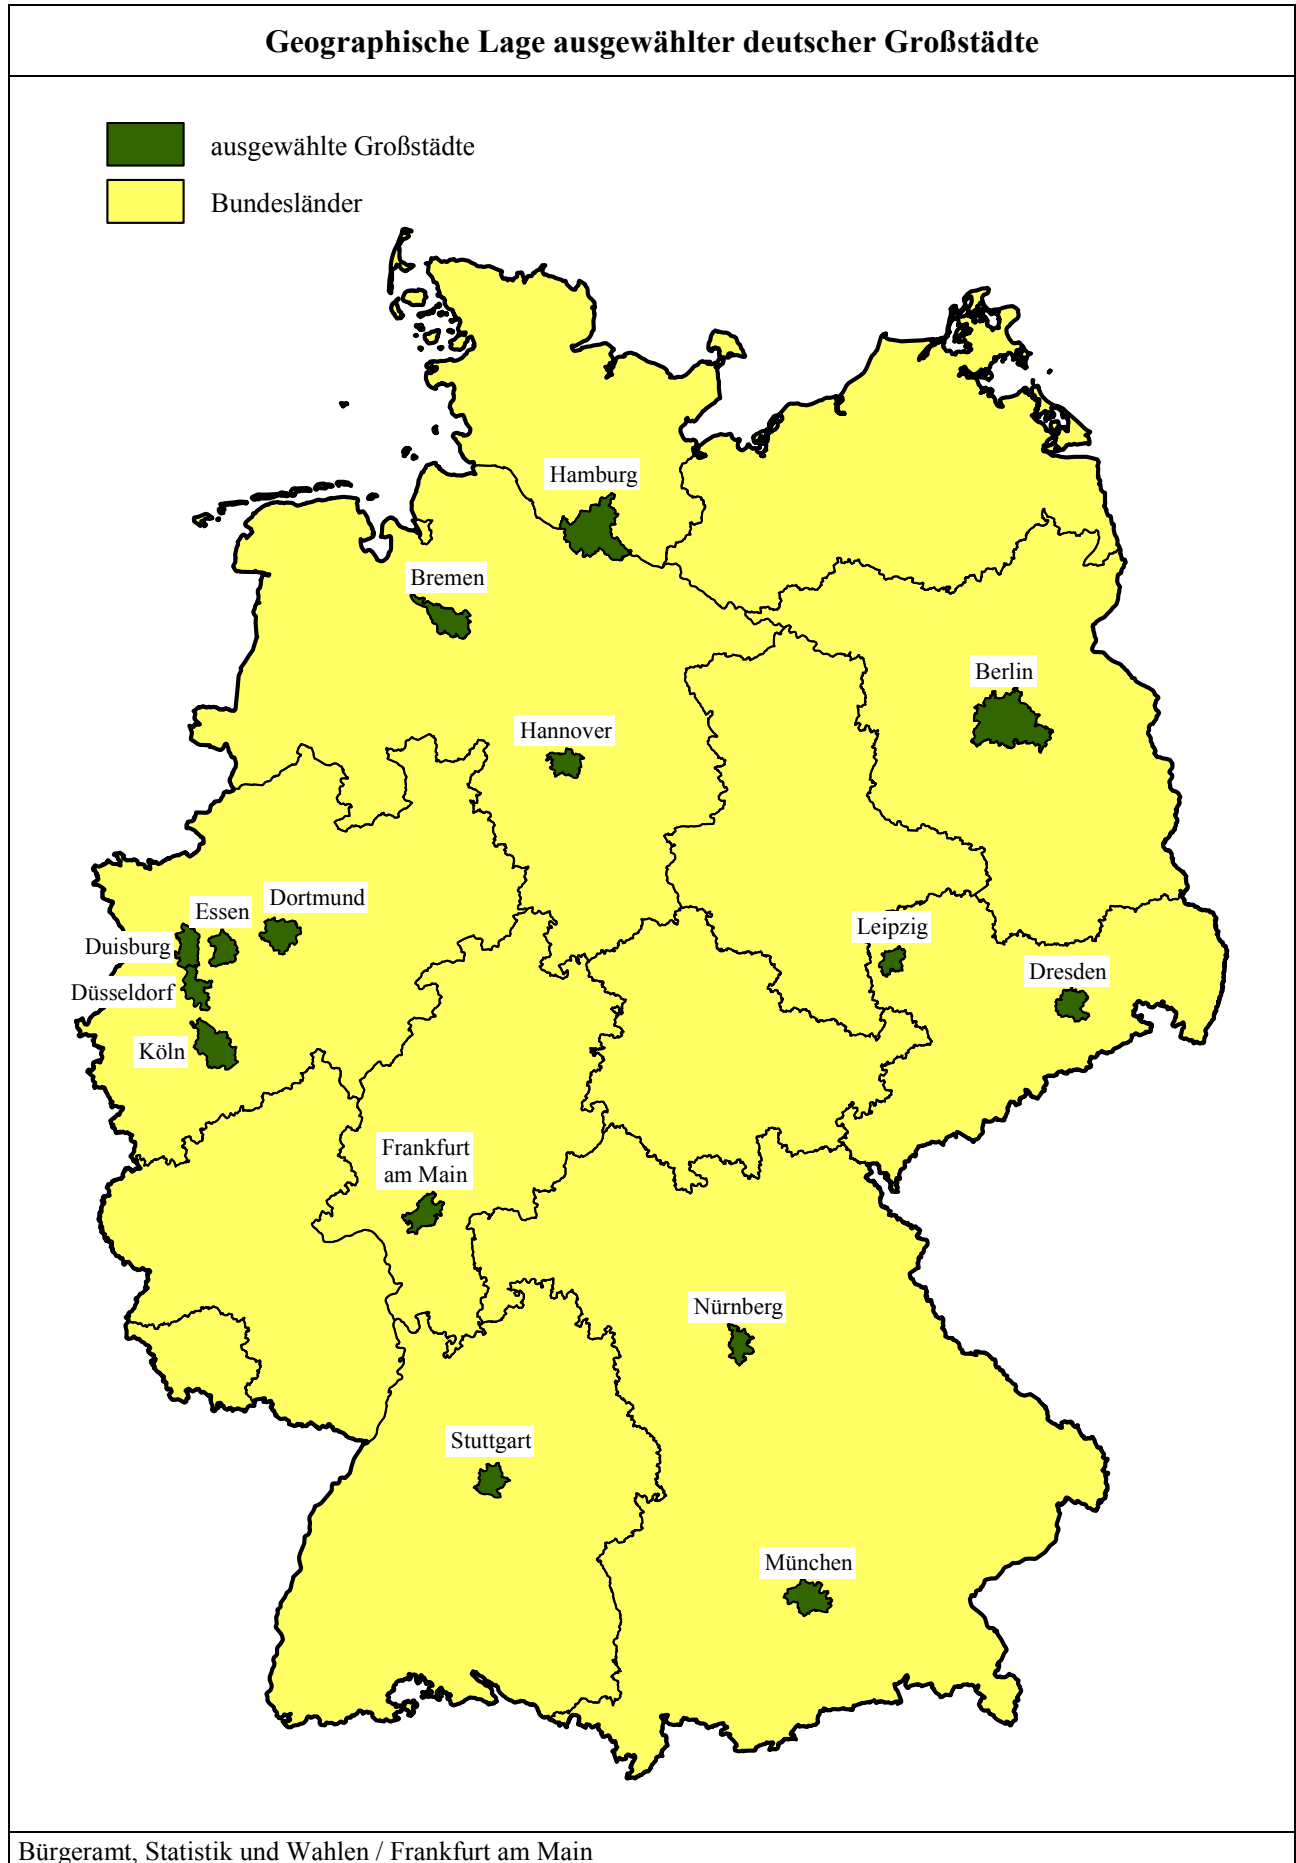 Geographische Lage ausgewählter deutscher Großstädte
ausgewählte Großstädte
Bundesländer
Hamburg
Bremen
Berlin
Hannover
Dortmund
Essen
Leipzig
Duisburg
Dresden
Düsseldorf
Köln
Frankfurt
am Main
Nürnberg
Stuttgart
München
Bürgeramt, Statistik und Wahlen / Frankfurt am Main